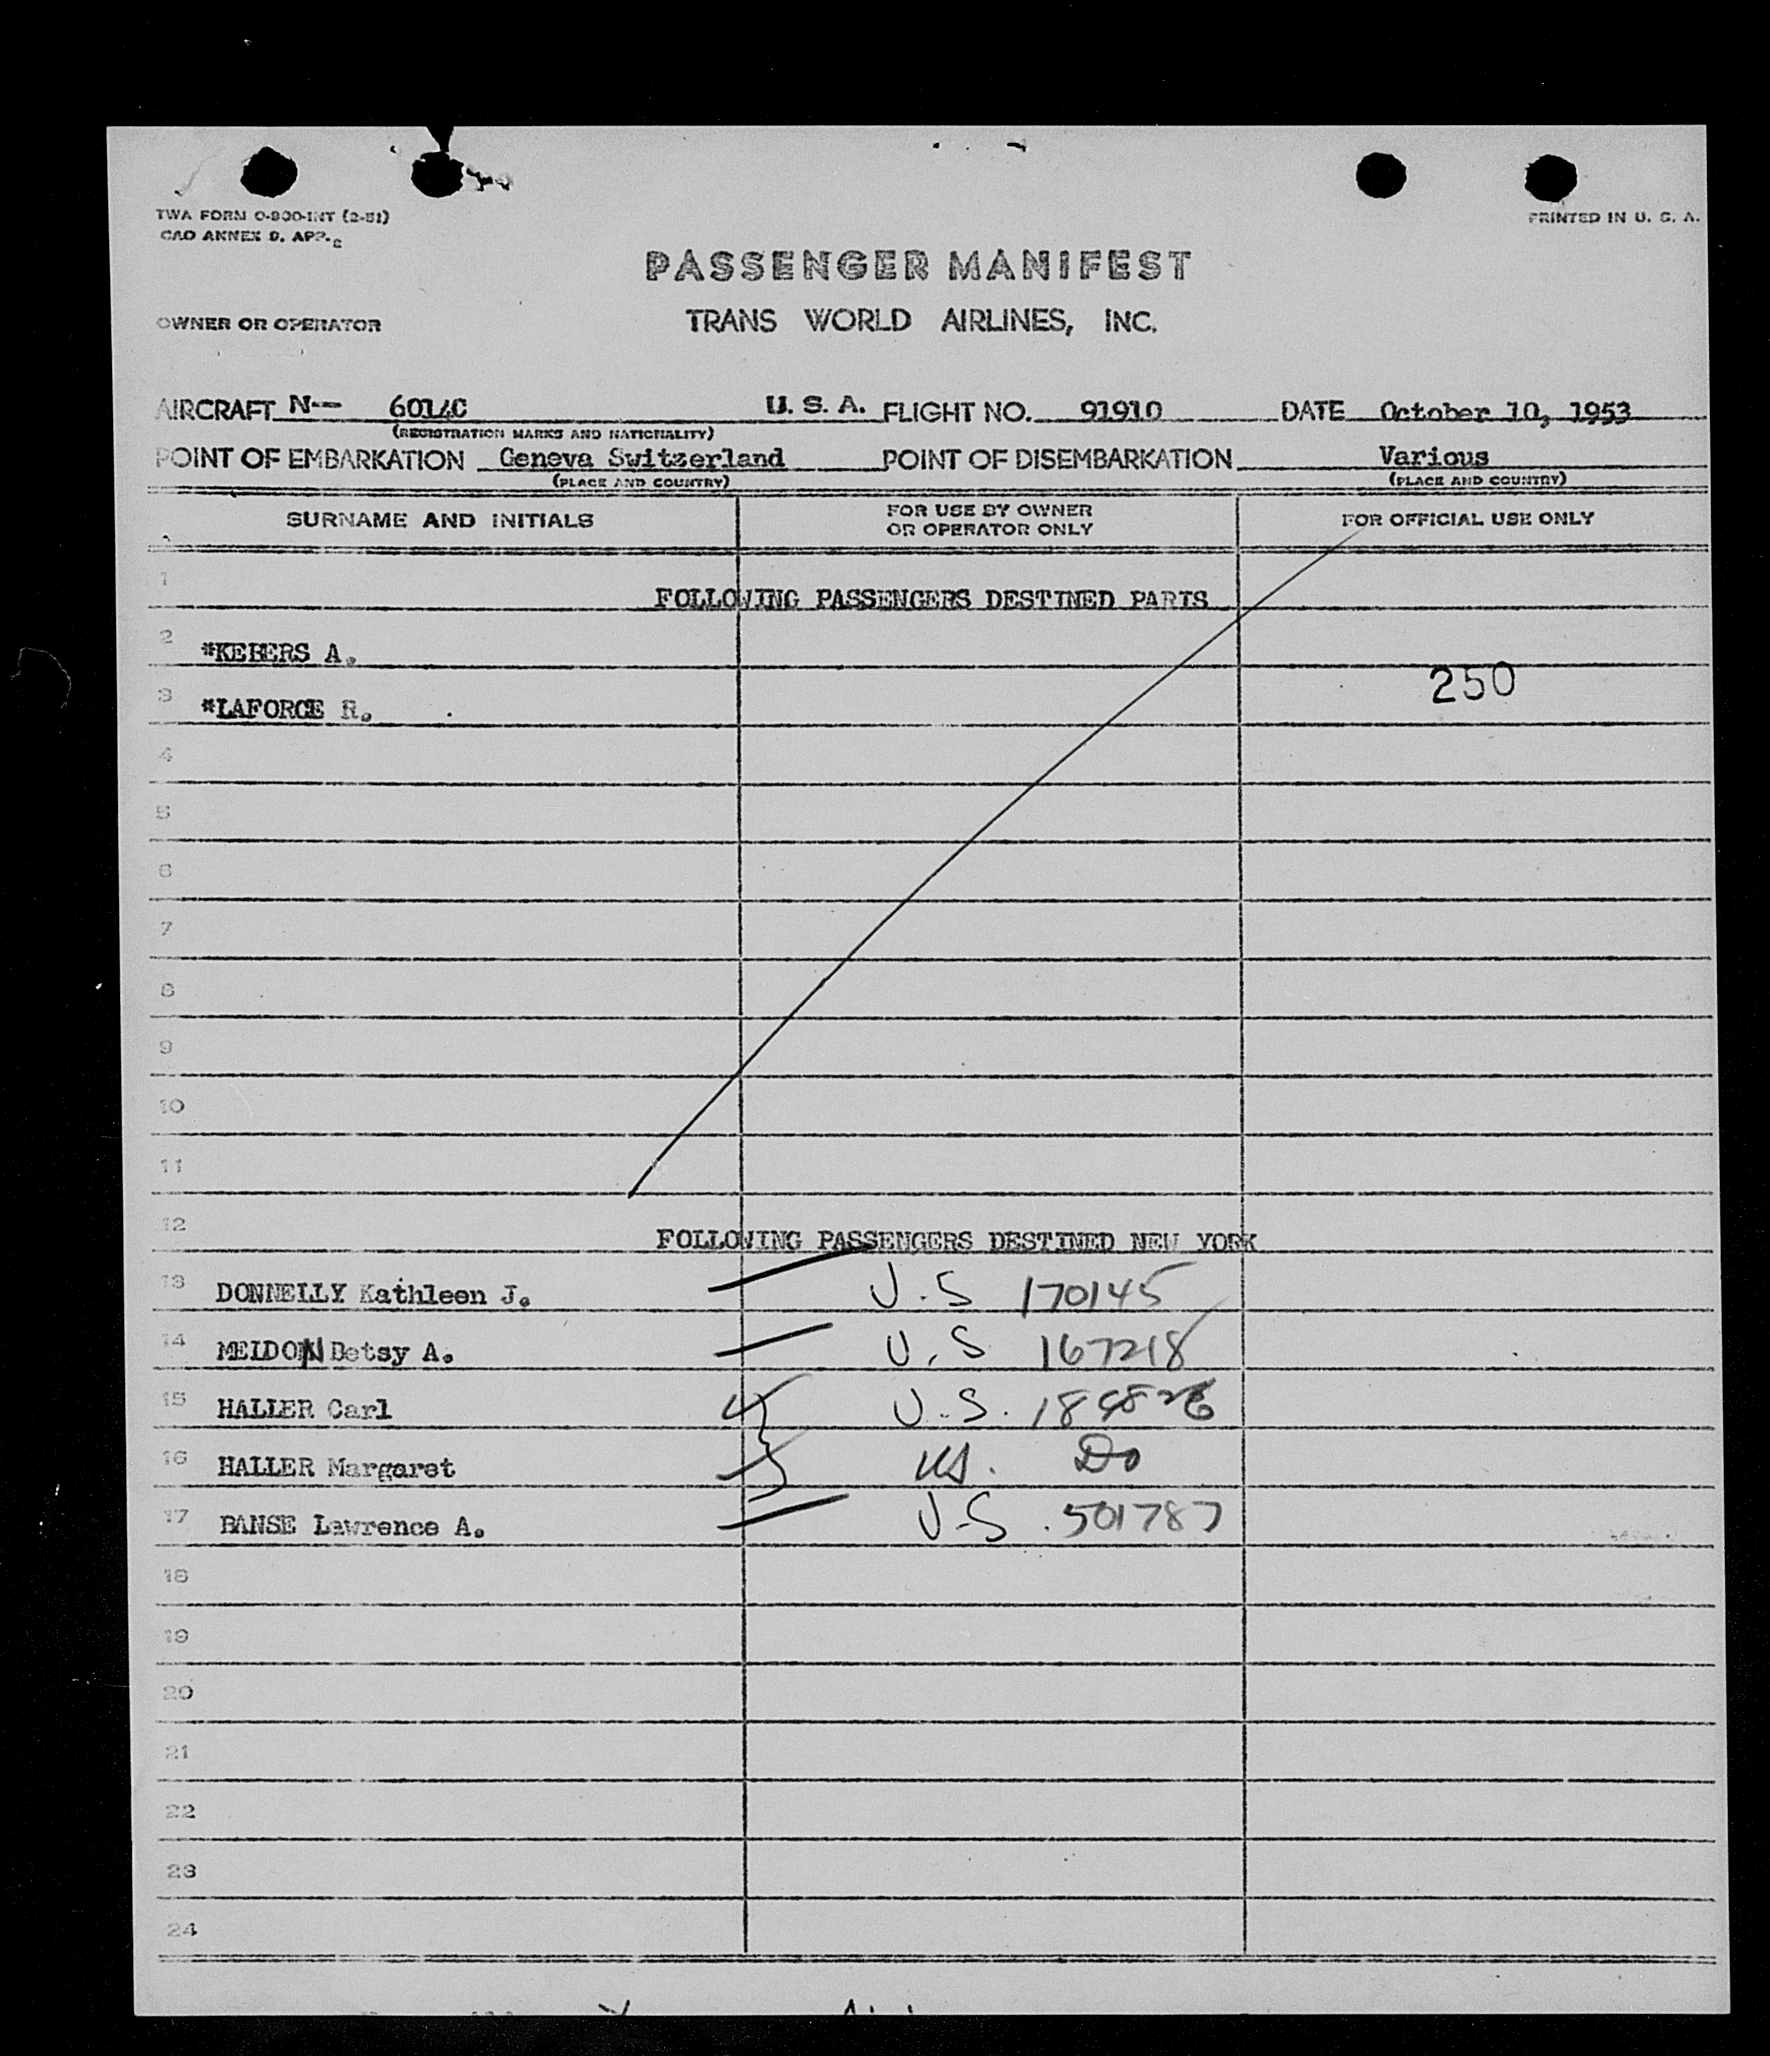 TWA FORM O-900-INT (2-51)
CAO ANNEX 9. APP. 2
PRINTED IN U. S. A.
PASSENGER MANIFEST
OWNER OR OPERATOR TRANS WORLD AIRLINES, INC.
AIRCRAFT N-- 6014C U. S. A. FLIGHT NO. 91910 DATE October 10, 1953
(REGISTRATION MARKS AND NATIONALITY)
POINT OF EMBARKATION Geneva Switzerland POINT OF DISEMBARKATION Various
(PLACE AND COUNTRY) (PLACE AND COUNTRY)
SURNAME AND INITIALS FOR USE BY OWNER OR OPERATOR ONLY FOR OFFICIAL USE ONLY
1 FOLLOWING PASSENGERS DESTINED PARIS
2 A.
250
3 *LAFORCE R.
4
5
6
7
8
9
10
11
12 FOLLOWING PASSENGERS DESTINED NEW YORK
13 DONNELLY Kathleen J. U.S 170145
14 MELDON Betsy A. U.S 167218
15 HALLER Carl U.S.
16 HALLER Margaret US. Do
17 BANSE Lawrence A. U.S. 501787
18
19
20
21
22
23
24